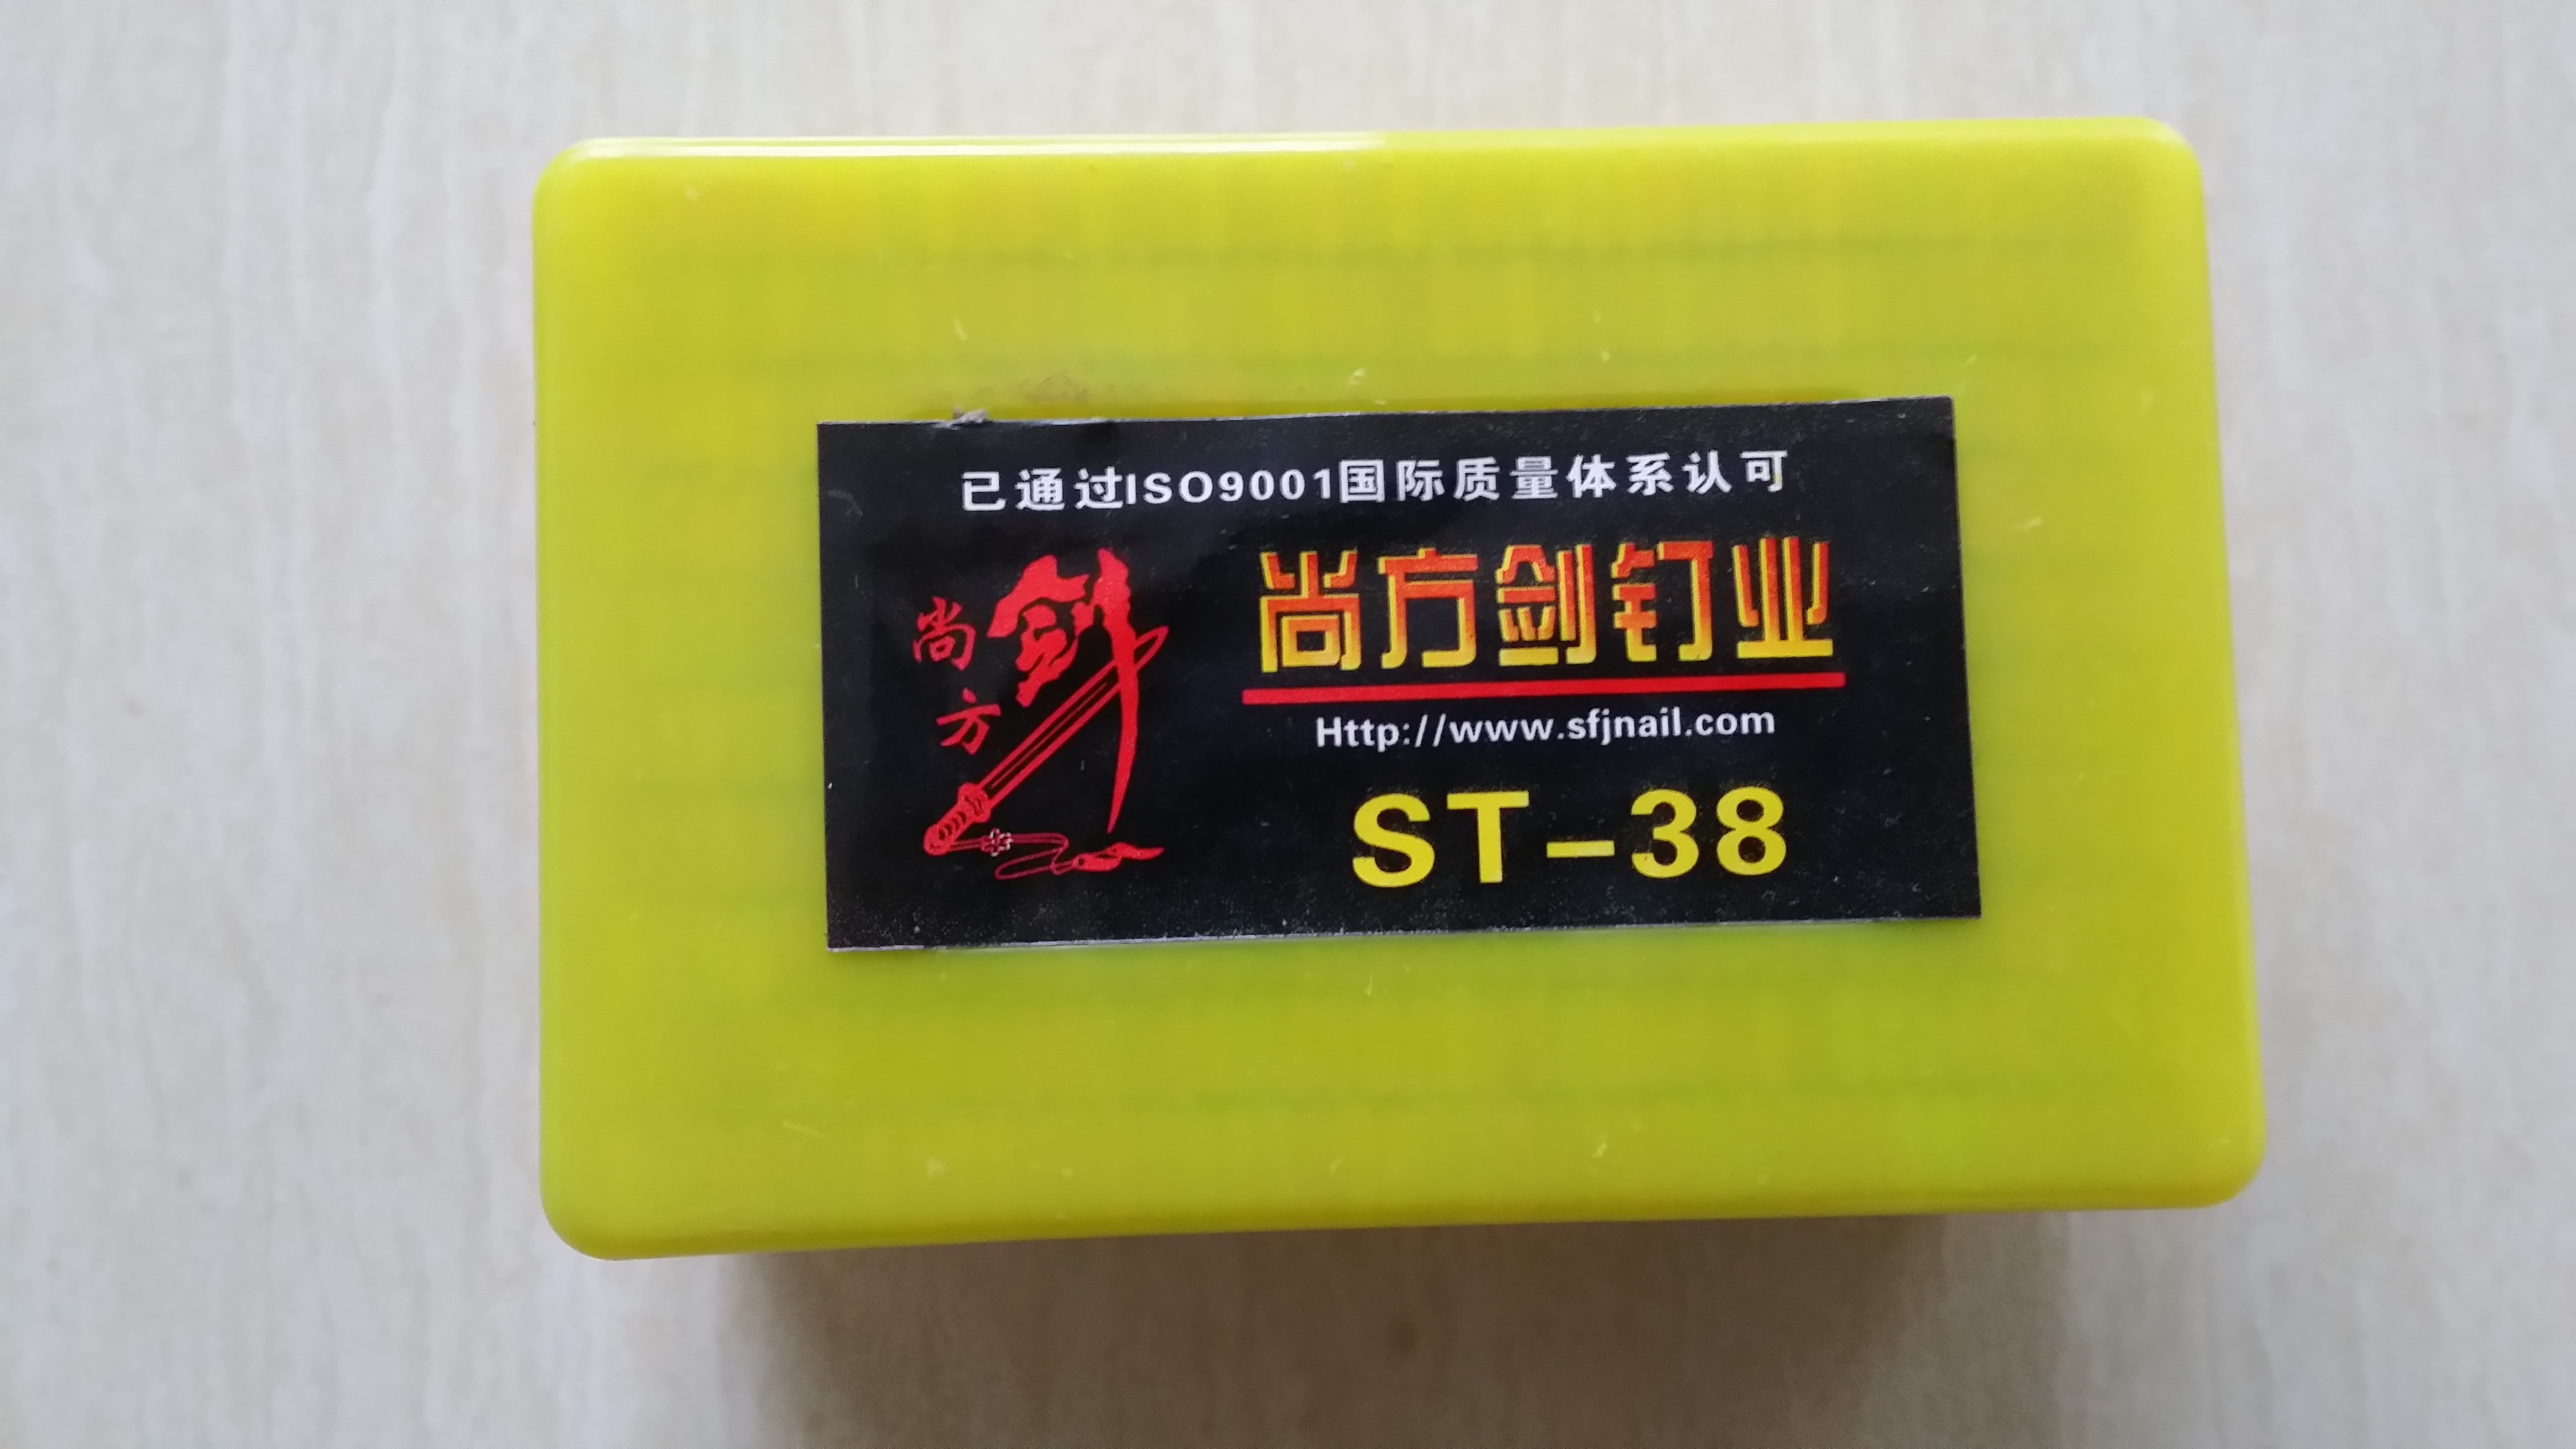 已通过ISO9001国际质量体系认可
尚方剑
尚方剑钉业
Http://www.sfjnail.com
ST-38